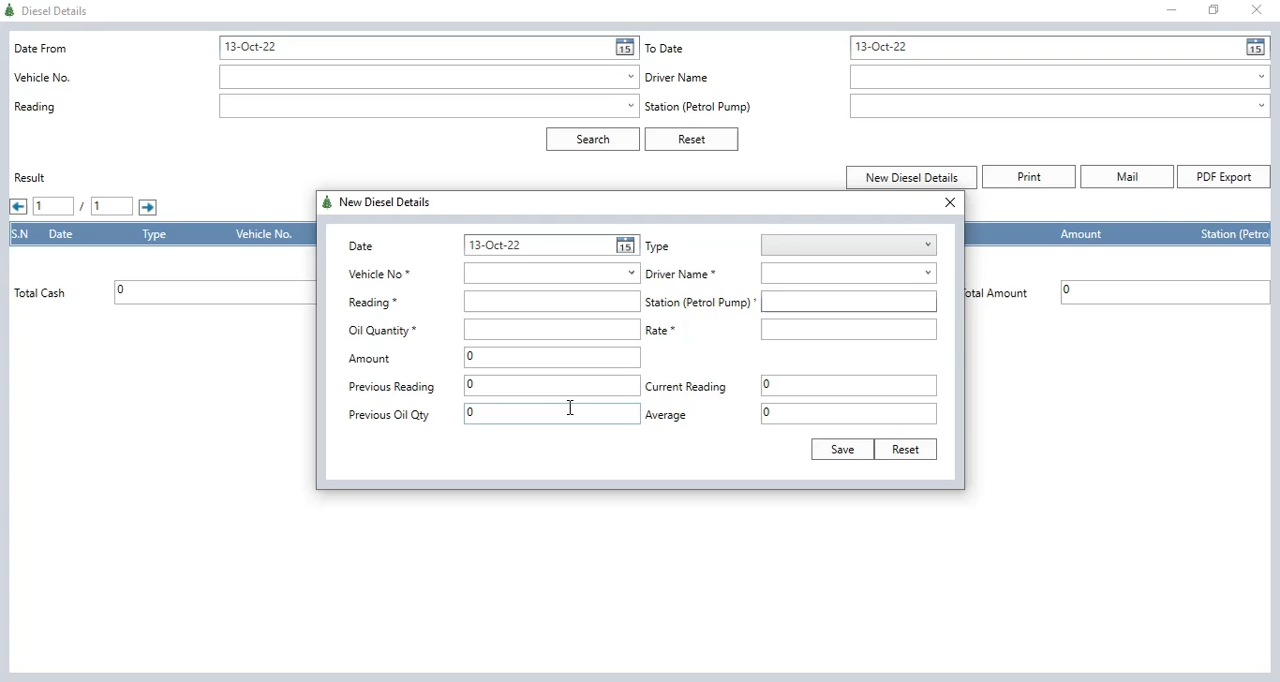 Diesel Details
Date From 13-Oct-22 15 To Date 13-Oct-22 15
Vehicle No. Driver Name
Reading Station (Petrol Pump)
Search Reset
Result New Diesel Details Print Mail PDF Export
1 / 1
S.N Date Type Vehicle No. Amount Station (Petro
Total Cash 0 otal Amount 0
New Diesel Details
Date 13-Oct-22 15 Type
Vehicle No * Driver Name *
Reading * Station (Petrol Pump) *
Oil Quantity * Rate *
Amount 0
Previous Reading 0 Current Reading 0
Previous Oil Qty 0 Average 0
Save Reset